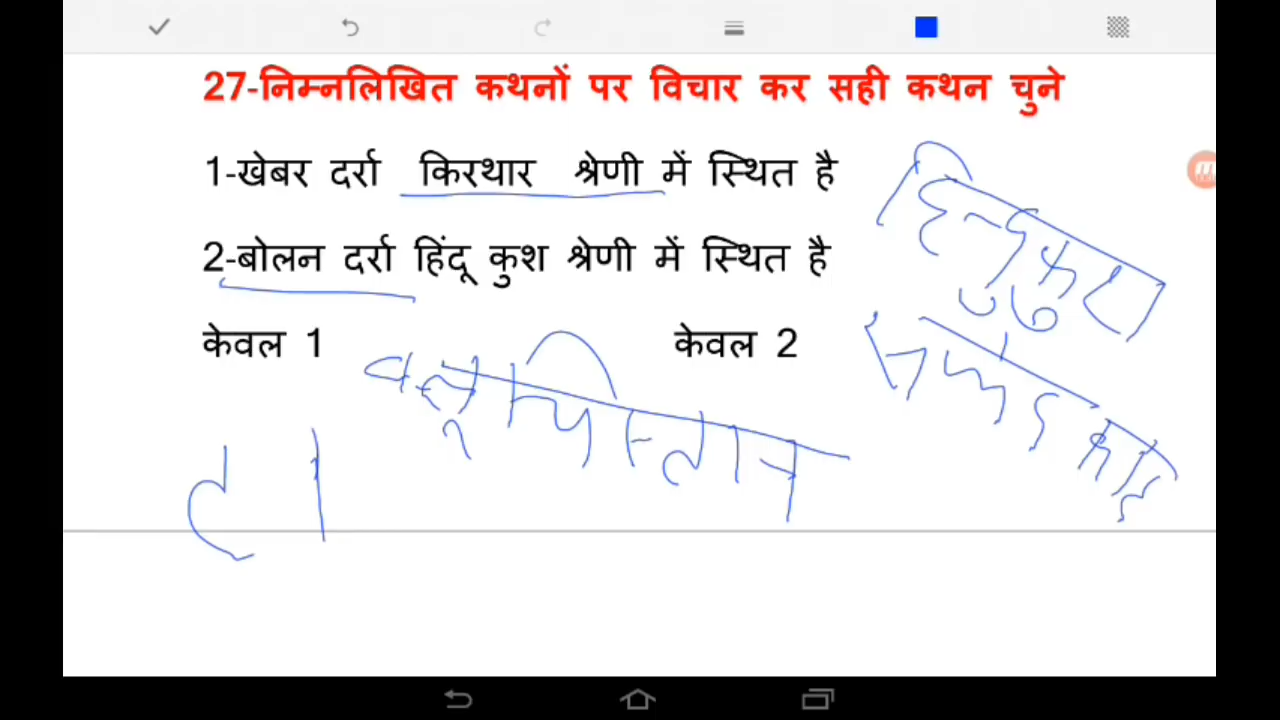 27-निम्नलिखित कथनों पर विचार कर सही कथन चुने
1-खेबर दर्रा किरथार श्रेणी में स्थित है
2-बोलन दर्रा हिंदू कुश श्रेणी में स्थित है
केवल 1 केवल 2
हिन्दुकुश